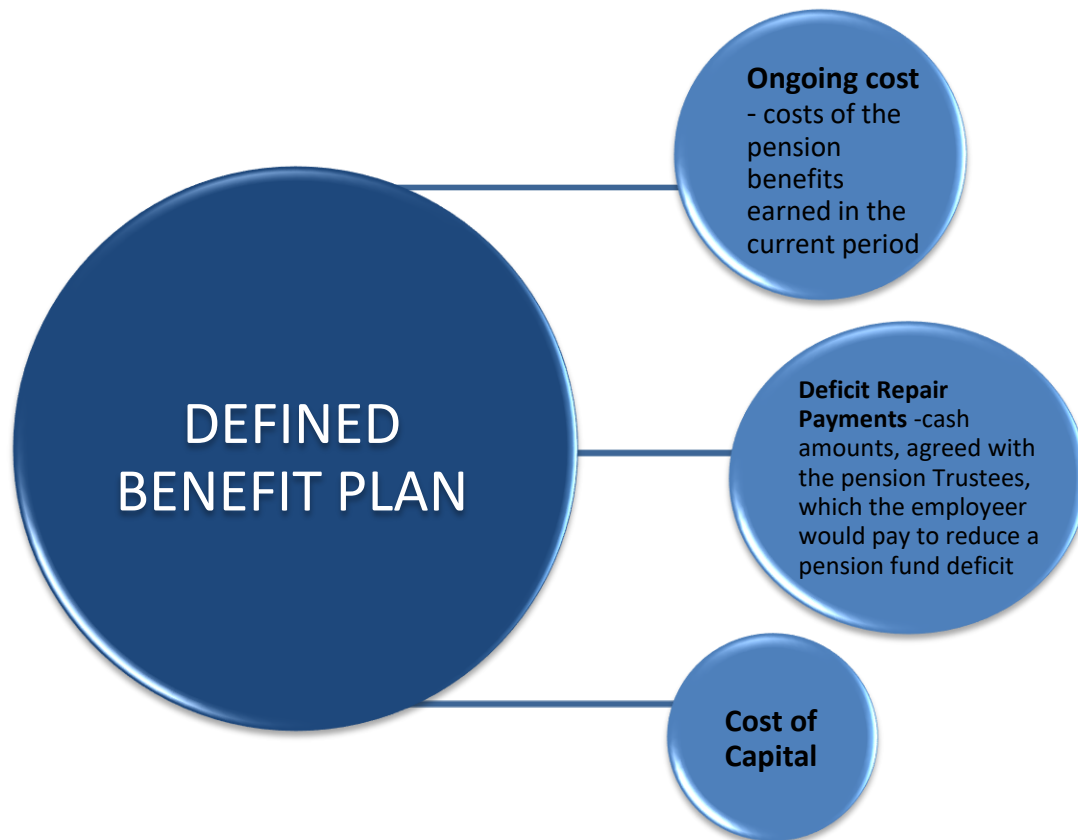 DEFINED
BENEFIT PLAN
Ongoing cost
- costs of the
pension
benefits
earned in the
current period
Deficit Repair
Payments -cash
amounts, agreed with
the pension Trustees,
which the employeer
would pay to reduce a
pension fund deficit
Cost of
Capital